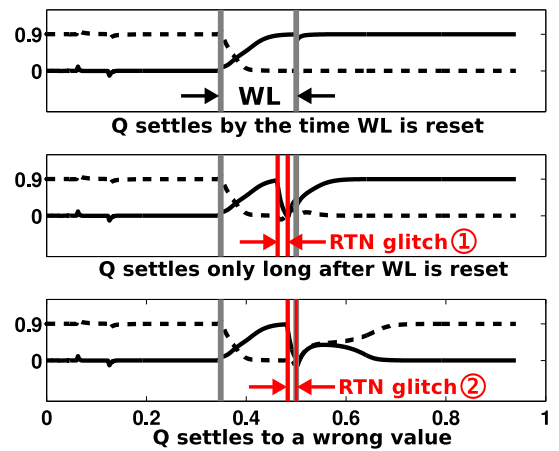 0.9
0
WL
Q settles by the time WL is reset
0.9
0
RTN glitch①
Q settles only long after WL is reset
0.9
0
RTN glitch②
0 0.2 0.4 0.6 0.8 1
Q settles to a wrong value